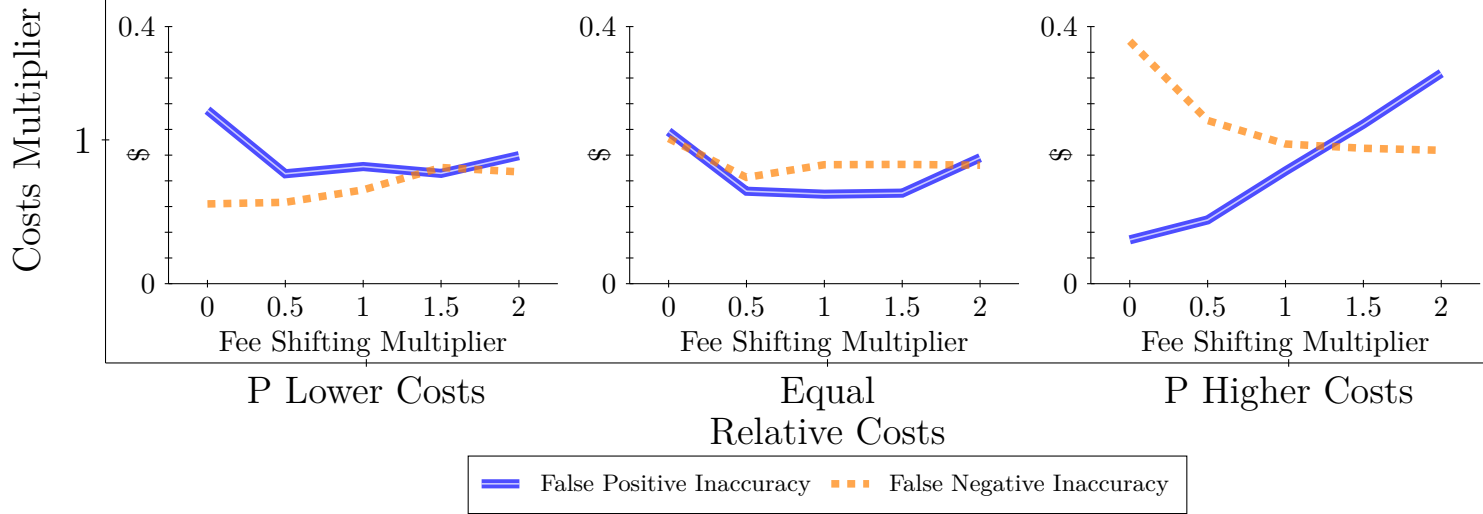 Costs Multiplier
1
0.4
$
0
0 0.5 1 1.5 2
Fee Shifting Multiplier
0.4
$
0
0 0.5 1 1.5 2
Fee Shifting Multiplier
0.4
$
0
0 0.5 1 1.5 2
Fee Shifting Multiplier
P Lower Costs
Equal
P Higher Costs
Relative Costs
False Positive Inaccuracy
False Negative Inaccuracy